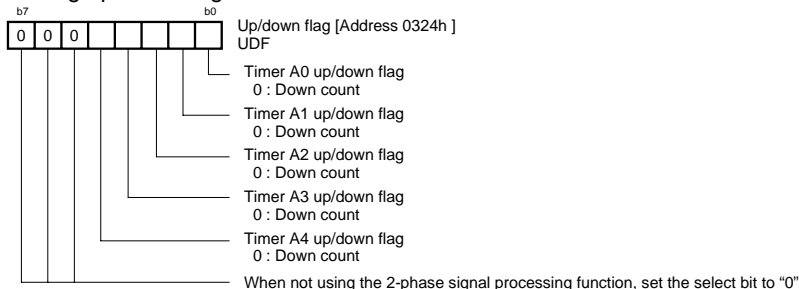 b7 b0
0 0 0
Up/down flag [Address 0324h ]
UDF
Timer A0 up/down flag
0 : Down count
Timer A1 up/down flag
0 : Down count
Timer A2 up/down flag
0 : Down count
Timer A3 up/down flag
0 : Down count
Timer A4 up/down flag
0 : Down count
When not using the 2-phase signal processing function, set the select bit to “0”